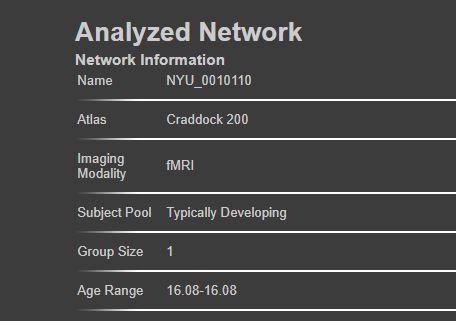 Analyzed Network
Network Information
Name NYU_0010110
Atlas Craddock 200
Imaging
Modality fMRI
Subject Pool Typically Developing
Group Size 1
Age Range 16.08-16.08